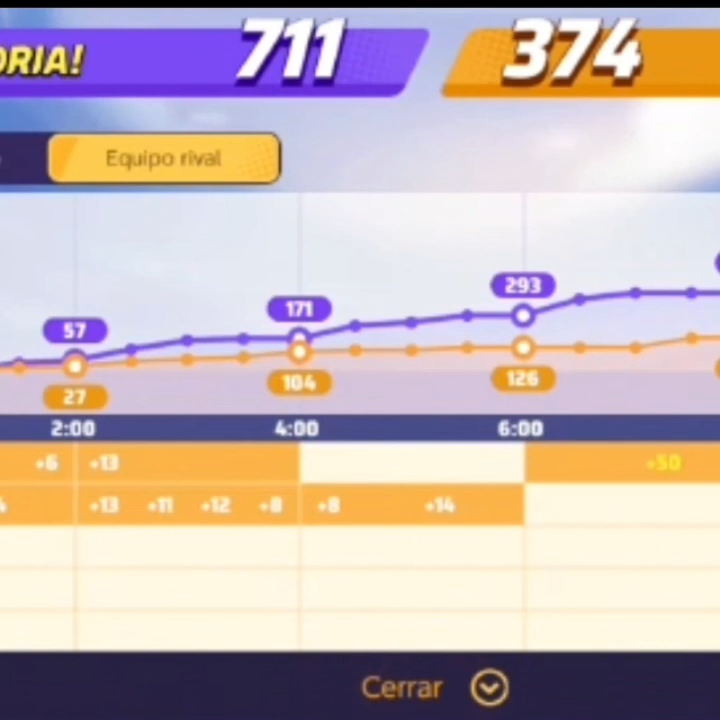 ORIA! 711 374
Equipo rival
57 171 293
27 104 126
2:00 4:00 6:00
+6 +13 +50
+13 +11 +12 +8 +8 +14
Cerrar